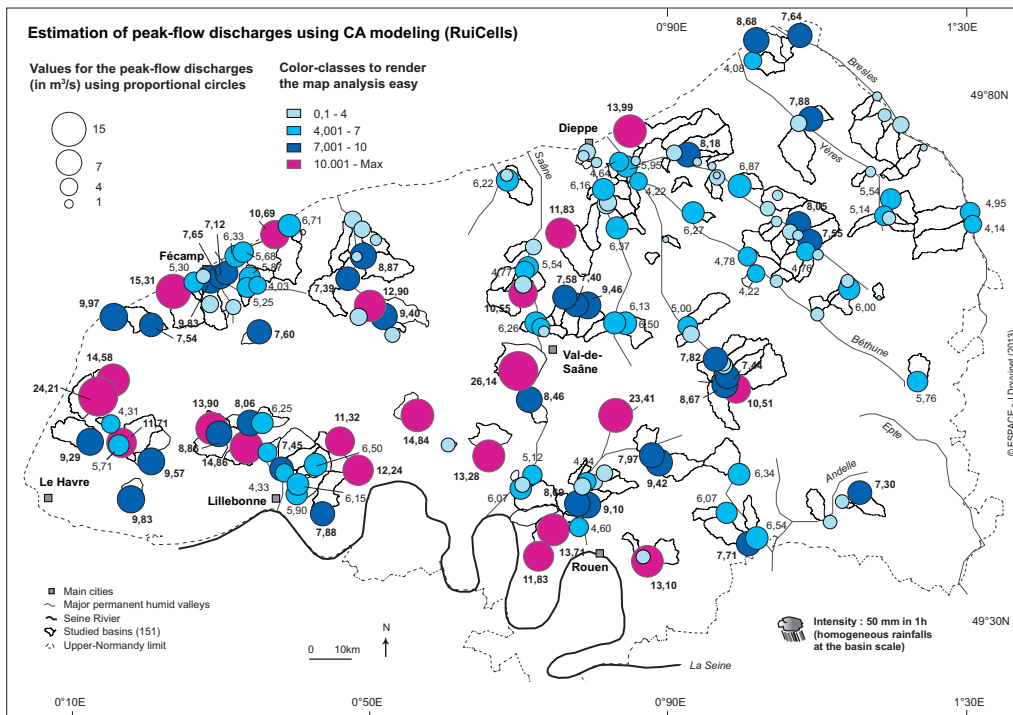 0°90E
1°30E
Estimation of peak-flow discharges using CA modeling (RuiCells)
Values for the peak-flow discharges
(in m³/s) using proportional circles
15
7
4
1
Color-classes to render
the map analysis easy
0,1 - 4
4,001 - 7
7,001 - 10
10.001 - Max
8,68
7,64
4,08
Bresles
49°80N
7,88
Yères
13,99
Dieppe
8,18
Saâne
4,64
5,95
6,22
6,16
4,22
6,87
5,54
5,14
4,95
4,14
10,69
6,71
7,12
7,65
6,33
Fécamp
5,68
5,30
5,87
15,31
4,03
5,25
9,83
9,97
7,54
7,60
8,87
7,39
12,90
9,40
11,83
6,37
6,27
8,05
7,55
4,78
4,76
4,22
6,00
5,54
4,77
7,58
7,40
9,46
10,55
6,26
6,13
6,50
5,00
Val-de-
Saâne
Béthune
5,76
7,82
7,44
8,67
10,51
14,58
24,21
4,31
11,71
5,71
9,29
9,57
Le Havre
9,83
13,90
8,06
6,25
8,86
14,86
7,45
11,32
6,50
12,24
4,33
Lillebonne
6,15
5,90
7,88
14,84
26,14
8,46
23,41
13,28
5,12
4,84
7,97
9,42
6,07
8,69
9,10
4,60
13,71
11,83
Rouen
13,10
6,34
6,07
6,54
7,71
Epte
Andelle
7,30
© ESPACE - J.Douvinet (2013)
Main cities
Major permanent humid valleys
Seine Rivier
Studied basins (151)
Upper-Normandy limit
N
0 10km
La Seine
Intensity : 50 mm in 1h
(homogeneous rainfalls
at the basin scale)
49°30N
0°10E
0°50E
0°90E
1°30E